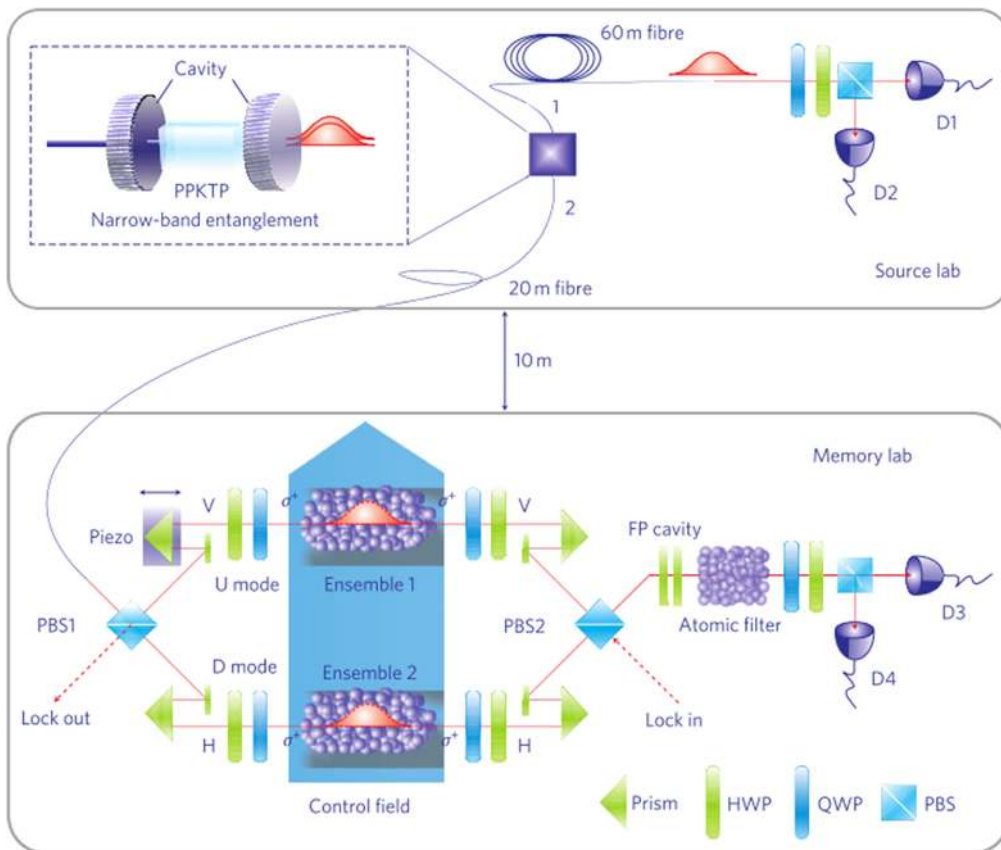 Cavity
PPKTP
Narrow-band entanglement
60 m fibre
1
2
D1
D2
Source lab
20 m fibre
10 m
Memory lab
Piezo
V
σ+
σ+
V
U mode
Ensemble 1
PBS1
PBS2
FP cavity
Atomic filter
D3
D4
D mode
Ensemble 2
Lock out
Lock in
H
σ+
σ+
H
Control field
Prism
HWP
QWP
PBS